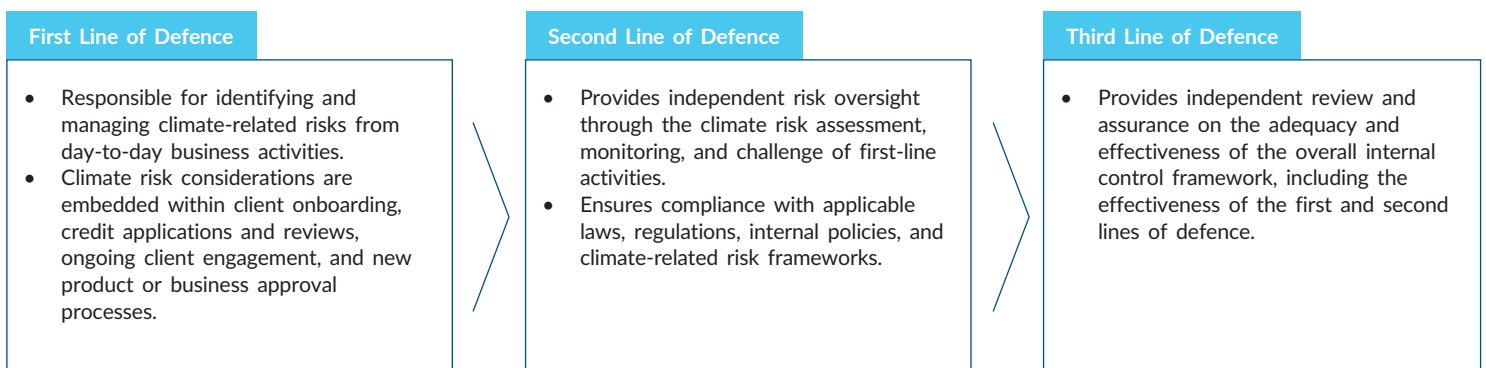 First Line of Defence
• Responsible for identifying and
managing climate-related risks from
day-to-day business activities.
• Climate risk considerations are
embedded within client onboarding,
credit applications and reviews,
ongoing client engagement, and new
product or business approval
processes.
Second Line of Defence
• Provides independent risk oversight
through the climate risk assessment,
monitoring, and challenge of first-line
activities.
• Ensures compliance with applicable
laws, regulations, internal policies, and
climate-related risk frameworks.
Third Line of Defence
• Provides independent review and
assurance on the adequacy and
effectiveness of the overall internal
control framework, including the
effectiveness of the first and second
lines of defence.